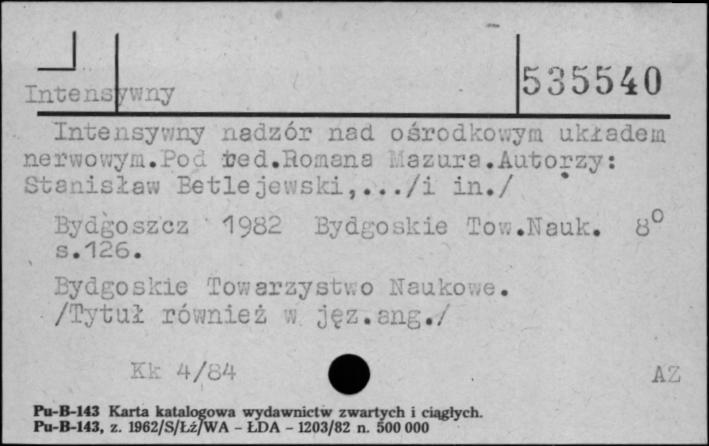 535540
Intensywny
Intensywny nadzór nad ośrodkowym układem
nerwowym.Pod red.Romana Mazura.Autorzy:
Stanisław Betlejewski,.../i in./
Bydgoszcz 1982 Bydgoskie Tow.Nauk. 8°
s.126.
Bydgoskie Towarzystwo Naukowe.
/Tytuł również w jęz.ang./
Kk 4/84 AZ
Pu-B-143 Karta katalogowa wydawnictw zwartych i ciągłych.
Pu-B-143, z. 1962/S/Łź/WA - ŁDA - 1203/82 n. 500 000